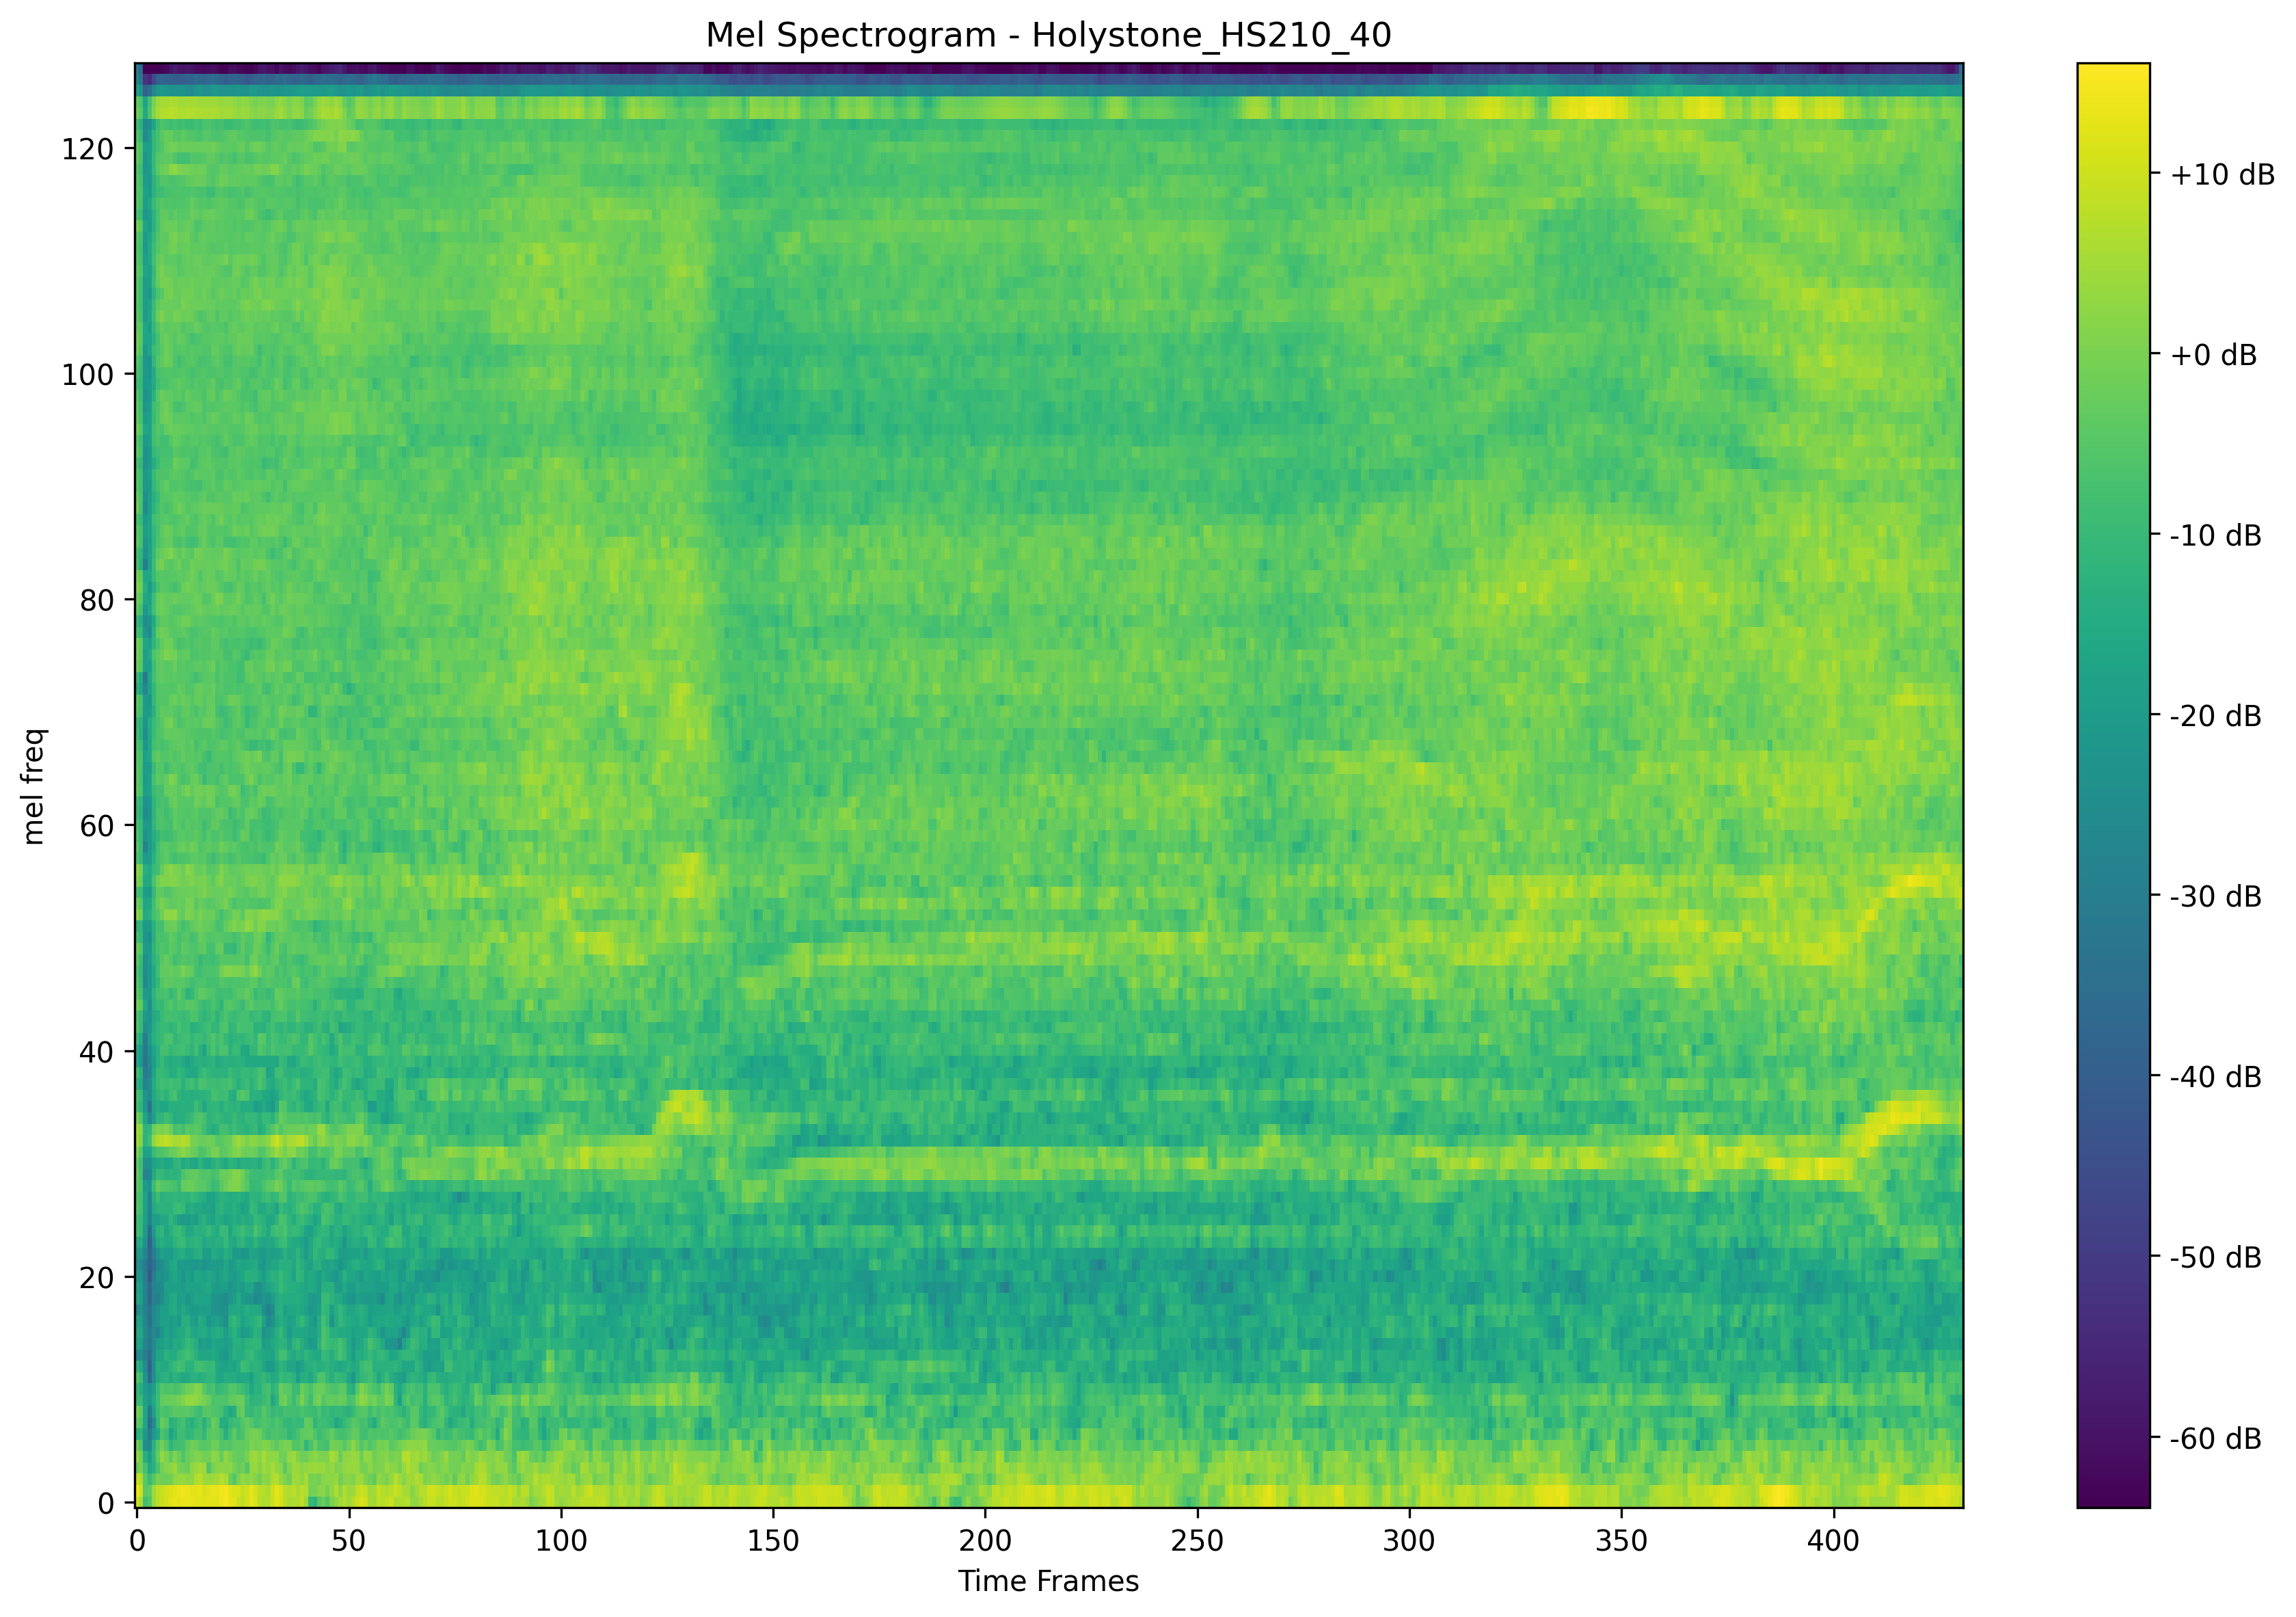 Mel Spectrogram - Holystone_HS210_40
mel freq
120
100
80
60
40
20
0
0 50 100 150 200 250 300 350 400
Time Frames
+10 dB
+0 dB
-10 dB
-20 dB
-30 dB
-40 dB
-50 dB
-60 dB